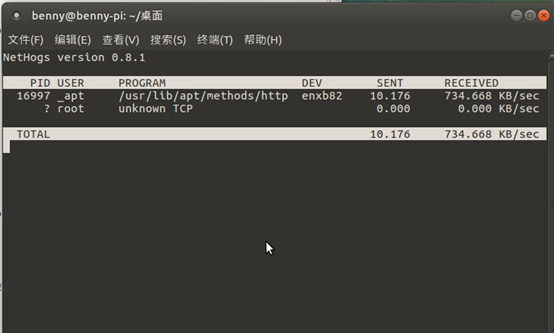 benny@benny-pi: ~/桌面
文件(F) 编辑(E) 查看(V) 搜索(S) 终端(T) 帮助(H)
NetHogs version 0.8.1
PID USER PROGRAM DEV SENT RECEIVED
16997 _apt /usr/lib/apt/methods/http enxb82 10.176 734.668 KB/sec
? root unknown TCP 0.000 0.000 KB/sec
TOTAL 10.176 734.668 KB/sec